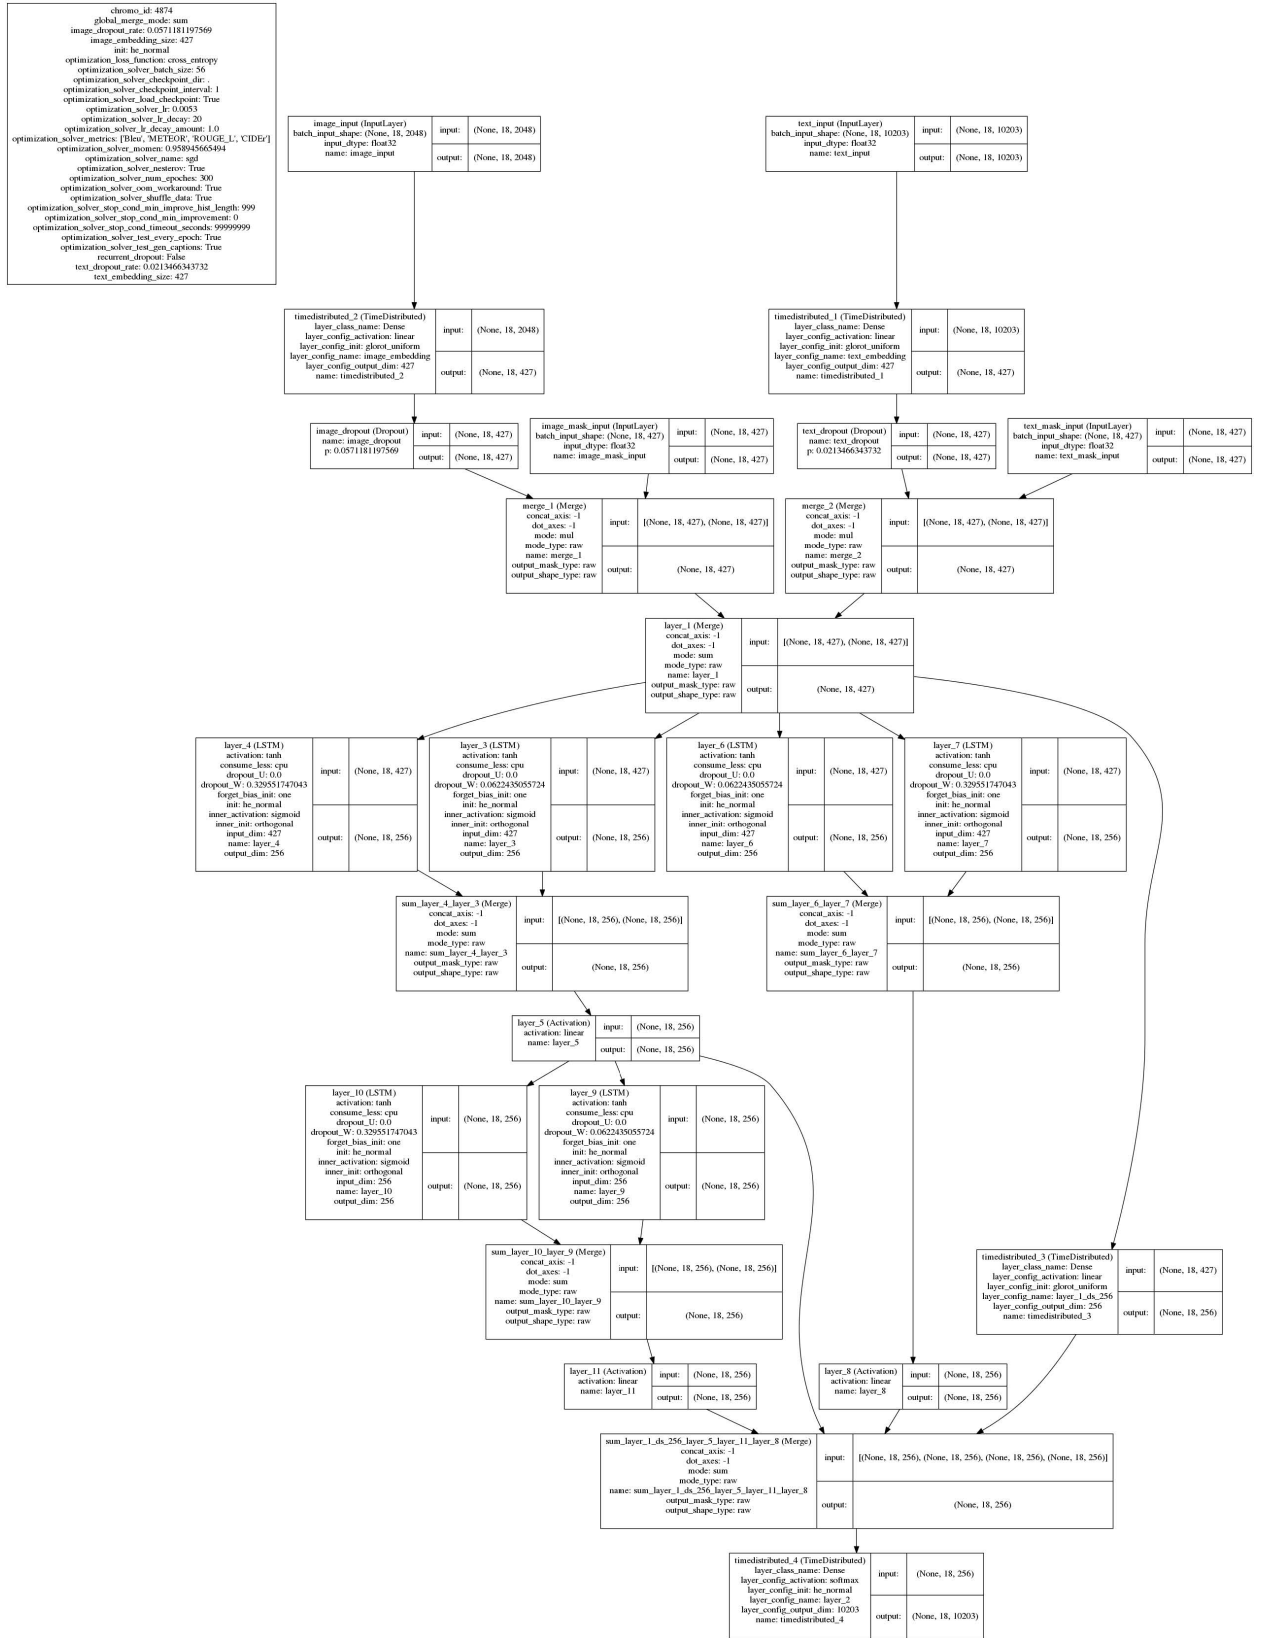 chromo_id: 4874
global_merge_mode: sum
image_dropout_rate: 0.0571181197569
image_embedding_size: 427
init: he_normal
optimization_loss_function: cross_entropy
optimization_solver_batch_size: 56
optimization_solver_checkpoint_dir: .
optimization_solver_checkpoint_interval: 1
optimization_solver_load_checkpoint: True
optimization_solver_lr: 0.0053
optimization_solver_lr_decay: 20
optimization_solver_lr_decay_amount: 1.0
optimization_solver_metrics: ['Bleu', 'METEOR', 'ROUGE_L', 'CIDEr']
optimization_solver_momen: 0.958945665494
optimization_solver_name: sgd
optimization_solver_nesterov: True
optimization_solver_num_epoches: 300
optimization_solver_oom_workaround: True
optimization_solver_shuffle_data: True
optimization_solver_stop_cond_min_improve_hist_length: 999
optimization_solver_stop_cond_min_improvement: 0
optimization_solver_stop_cond_timeout_seconds: 99999999
optimization_solver_test_every_epoch: True
optimization_solver_test_gen_captions: True
recurrent_dropout: False
text_dropout_rate: 0.0213466343732
text_embedding_size: 427
image_input (InputLayer)
batch_input_shape: (None, 18, 2048)
input_dtype: float32
name: image_input
input: (None, 18, 2048)
output: (None, 18, 2048)
text_input (InputLayer)
batch_input_shape: (None, 18, 10203)
input_dtype: float32
name: text_input
input: (None, 18, 10203)
output: (None, 18, 10203)
timedistributed_2 (TimeDistributed)
layer_class_name: Dense
layer_config_activation: linear
layer_config_init: glorot_uniform
layer_config_name: image_embedding
layer_config_output_dim: 427
name: timedistributed_2
input: (None, 18, 2048)
output: (None, 18, 427)
timedistributed_1 (TimeDistributed)
layer_class_name: Dense
layer_config_activation: linear
layer_config_init: glorot_uniform
layer_config_name: text_embedding
layer_config_output_dim: 427
name: timedistributed_1
input: (None, 18, 10203)
output: (None, 18, 427)
image_dropout (Dropout)
name: image_dropout
p: 0.0571181197569
input: (None, 18, 427)
output: (None, 18, 427)
image_mask_input (InputLayer)
batch_input_shape: (None, 18, 427)
input_dtype: float32
name: image_mask_input
input: (None, 18, 427)
output: (None, 18, 427)
text_dropout (Dropout)
name: text_dropout
p: 0.0213466343732
input: (None, 18, 427)
output: (None, 18, 427)
text_mask_input (InputLayer)
batch_input_shape: (None, 18, 427)
input_dtype: float32
name: text_mask_input
input: (None, 18, 427)
output: (None, 18, 427)
merge_1 (Merge)
concat_axis: -1
dot_axes: -1
mode: mul
mode_type: raw
name: merge_1
output_mask_type: raw
output_shape_type: raw
input: [(None, 18, 427), (None, 18, 427)]
output: (None, 18, 427)
merge_2 (Merge)
concat_axis: -1
dot_axes: -1
mode: mul
mode_type: raw
name: merge_2
output_mask_type: raw
output_shape_type: raw
input: [(None, 18, 427), (None, 18, 427)]
output: (None, 18, 427)
layer_1 (Merge)
concat_axis: -1
dot_axes: -1
mode: sum
mode_type: raw
name: layer_1
output_mask_type: raw
output_shape_type: raw
input: [(None, 18, 427), (None, 18, 427)]
output: (None, 18, 427)
layer_4 (LSTM)
activation: tanh
consume_less: cpu
dropout_U: 0.0
dropout_W: 0.329551747043
forget_bias_init: one
init: he_normal
inner_activation: sigmoid
inner_init: orthogonal
input_dim: 427
name: layer_4
output_dim: 256
input: (None, 18, 427)
output: (None, 18, 256)
layer_3 (LSTM)
activation: tanh
consume_less: cpu
dropout_U: 0.0
dropout_W: 0.0622435055724
forget_bias_init: one
init: he_normal
inner_activation: sigmoid
inner_init: orthogonal
input_dim: 427
name: layer_3
output_dim: 256
input: (None, 18, 427)
output: (None, 18, 256)
layer_6 (LSTM)
activation: tanh
consume_less: cpu
dropout_U: 0.0
dropout_W: 0.0622435055724
forget_bias_init: one
init: he_normal
inner_activation: sigmoid
inner_init: orthogonal
input_dim: 427
name: layer_6
output_dim: 256
input: (None, 18, 427)
output: (None, 18, 256)
layer_7 (LSTM)
activation: tanh
consume_less: cpu
dropout_U: 0.0
dropout_W: 0.329551747043
forget_bias_init: one
init: he_normal
inner_activation: sigmoid
inner_init: orthogonal
input_dim: 427
name: layer_7
output_dim: 256
input: (None, 18, 427)
output: (None, 18, 256)
sum_layer_4_layer_3 (Merge)
concat_axis: -1
dot_axes: -1
mode: sum
mode_type: raw
name: sum_layer_4_layer_3
output_mask_type: raw
output_shape_type: raw
input: [(None, 18, 256), (None, 18, 256)]
output: (None, 18, 256)
sum_layer_6_layer_7 (Merge)
concat_axis: -1
dot_axes: -1
mode: sum
mode_type: raw
name: sum_layer_6_layer_7
output_mask_type: raw
output_shape_type: raw
input: [(None, 18, 256), (None, 18, 256)]
output: (None, 18, 256)
layer_5 (Activation)
activation: linear
name: layer_5
input: (None, 18, 256)
output: (None, 18, 256)
layer_10 (LSTM)
activation: tanh
consume_less: cpu
dropout_U: 0.0
dropout_W: 0.329551747043
forget_bias_init: one
init: he_normal
inner_activation: sigmoid
inner_init: orthogonal
input_dim: 256
name: layer_10
output_dim: 256
input: (None, 18, 256)
output: (None, 18, 256)
layer_9 (LSTM)
activation: tanh
consume_less: cpu
dropout_U: 0.0
dropout_W: 0.0622435055724
forget_bias_init: one
init: he_normal
inner_activation: sigmoid
inner_init: orthogonal
input_dim: 256
name: layer_9
output_dim: 256
input: (None, 18, 256)
output: (None, 18, 256)
sum_layer_10_layer_9 (Merge)
concat_axis: -1
dot_axes: -1
mode: sum
mode_type: raw
name: sum_layer_10_layer_9
output_mask_type: raw
output_shape_type: raw
input: [(None, 18, 256), (None, 18, 256)]
output: (None, 18, 256)
timedistributed_3 (TimeDistributed)
layer_class_name: Dense
layer_config_activation: linear
layer_config_init: glorot_uniform
layer_config_name: layer_1_ds_256
layer_config_output_dim: 256
name: timedistributed_3
input: (None, 18, 427)
output: (None, 18, 256)
layer_11 (Activation)
activation: linear
name: layer_11
input: (None, 18, 256)
output: (None, 18, 256)
layer_8 (Activation)
activation: linear
name: layer_8
input: (None, 18, 256)
output: (None, 18, 256)
sum_layer_1_ds_256_layer_5_layer_11_layer_8 (Merge)
concat_axis: -1
dot_axes: -1
mode: sum
mode_type: raw
name: sum_layer_1_ds_256_layer_5_layer_11_layer_8
output_mask_type: raw
output_shape_type: raw
input: [(None, 18, 256), (None, 18, 256), (None, 18, 256), (None, 18, 256)]
output: (None, 18, 256)
timedistributed_4 (TimeDistributed)
layer_class_name: Dense
layer_config_activation: softmax
layer_config_init: he_normal
layer_config_name: layer_2
layer_config_output_dim: 10203
name: timedistributed_4
input: (None, 18, 256)
output: (None, 18, 10203)